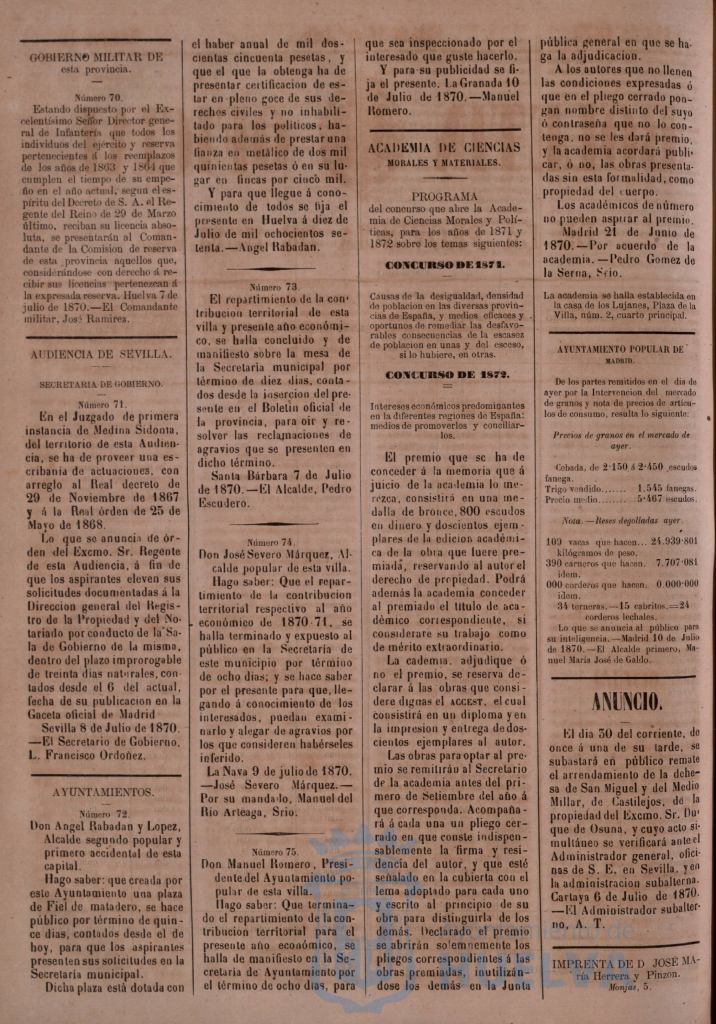 GOBIERNO MILITAR DE
esta provincia.
Número 70.
Estando dispuesto por el Ex-
celentísimo Señor Director gene-
ral de Infantería que todos los
individuos del ejército y reserva
pertenecientes á los reemplazos
de los años de 1863 y 1864 que
cumplen el tiempo de su empe-
ño en el año actual, segun el es-
píritu del Decreto de S. A. el Re-
gente del Reino de 29 de Marzo
último, reciban su licencia abso-
luta, se presentarán al Coman-
dante de la Comision de reserva
de esta provincia aquellos que,
considerándose con derecho á re-
cibir sus licencias pertenezcan á
la expresada reserva. Huelva 7 de
julio de 1870.—El Comandante
militar, José Ramirez.
AUDIENCIA DE SEVILLA.
SECRETARIA DE GOBIERNO.
Número 71.
En el Juzgado de primera
instancia de Medina Sidonia,
del territorio de esta Audien-
cia, se ha de proveer una es-
cribanía de actuaciones, con
arreglo al Real decreto de
29 de Noviembre de 1867
y á la Real órden de 25 de
Mayo de 1868.
Lo que se anuncia de ór-
den del Excmo. Sr. Regente
de esta Audiencia, á fin de
que los aspirantes eleven sus
solicitudes documentadas á la
Direccion general del Regis-
tro de la Propiedad y del No-
tariado por conducto de la Sa-
la de Gobierno de la misma,
dentro del plazo improrogable
de treinta dias naturales, con-
tados desde el 6 del actual,
fecha de su publicacion en la
Gaceta oficial de Madrid
Sevilla 8 de Julio de 1870.
—El Secretario de Gobierno,
L. Francisco Ordoñez.
AYUNTAMIENTOS.
Número 72.
Don Angel Rabadan y Lopez,
Alcalde segundo popular y
primero accidental de esta
capital.
Hago saber: que creada por
este Ayuntamiento una plaza
de Fiel de matadero, se hace
público por término de quin-
ce dias, contados desde el de
hoy, para que los aspirantes
presenten sus solicitudes en la
Secretaría municipal.
Dicha plaza está dotada con
el haber anual de mil dos-
cientas cincuenta pesetas, y
que el que la obtenga ha de
presentar certificacion de es-
tar en pleno goce de sus de-
rechos civiles y no inhabili-
tado para los políticos, ha-
biendo además de prestar una
fianza en metálico de dos mil
quinientas pesetas ó en su lu-
gar en fincas por cinco mil.
Y para que llegue á cono-
cimiento de todos se fija el
presente en Huelva á diez de
Julio de mil ochocientos se-
tenta.—Angel Rabadan.
Número 73.
El repartimiento de la con-
tribucion territorial de esta
villa y presente año económi-
co, se halla concluido y de
manifiesto sobre la mesa de
la Secretaría municipal por
término de diez dias, conta-
dos desde la insercion del pre-
sente en el Boletin oficial de
la provincia, para oir y re-
solver las reclamaciones de
agravios que se presenten en
dicho término.
Santa Bárbara 7 de Julio
de 1870.—El Alcalde, Pedro
Escudero.
Número 74.
Don José Severo Márquez, Al-
calde popular de esta villa.
Hago saber: Que el repar-
timiento de la contribucion
territorial respectivo al año
económico de 1870-71, se
halla terminado y expuesto al
público en la Secretaría de
este municipio por término
de ocho dias; y se hace saber
por el presente para que, lle-
gando á conocimiento de los
interesados, puedan exami-
narlo y alegar de agravios por
los que consideren habérseles
inferido.
La Nava 9 de julio de 1870.
—José Severo Márquez.—
Por su mandado, Manuel del
Rio Arteaga, Srio.
Número 75.
Don Manuel Romero, Presi-
dente del Ayuntamiento po-
pular de esta villa.
Hago saber: Que termina-
do el repartimiento de la con-
tribucion territorial para el
presente año económico, se
halla de manifiesto en la Se-
cretaría de Ayuntamiento por
el término de ocho dias, para
que sea inspeccionado por el
interesado que guste hacerlo.
Y para su publicidad se fi-
ja el presente. La Granada 10
de Julio de 1870.—Manuel
Romero.
ACADEMIA DE CIENCIAS
MORALES Y MATERIALES.
PROGRAMA
del concurso que abre la Acade-
mia de Ciencias Morales y Polí-
ticas, para los años de 1871 y
1872 sobre los temas siguientes:
CONCURSO DE 1871.
Causas de la desigualdad, densidad
de poblacion en las diversas provin-
cias de España, y medios eficaces y
oportunos de remediar las desfavo-
rables consecuencias de la escasez
de poblacion en unas y del esceso,
si lo hubiere, en otras.
CONCURSO DE 1872.
Intereses económicos predominantes
en la diferentes regiones de España:
medios de promoverlos y conciliar-
los.
El premio que se ha de
conceder á la memoria que á
juicio de la academia lo me-
rezca, consistirá en una me-
dalla de bronce, 800 escudos
en dinero y doscientos ejem-
plares de la edicion académi-
ca de la obra que fuere pre-
miada, reservando al autor el
derecho de propiedad. Podrá
además la academia conceder
al premiado el título de aca-
démico correspondiente, si
considerare su trabajo como
de mérito extraordinario.
La cademia, adjudique ó
no el premio, se reserva de-
clarar á las obras que consi-
dere dignas el ACCEST, el cual
consistirá en un diploma y en
la impresion y entrega de dos-
cientos ejemplares al autor.
Las obras para optar al pre-
mio se remitirán al Secretario
de la academia antes del pri-
mero de Setiembre del año á
que corresponda. Acompaña-
rá á cada una un pliego cer-
rado en que conste indispen-
sablemente la firma y resi-
dencia del autor, y que esté
señalado en la cubierta con el
lema adoptado para cada uno
y escrito al principio de su
obra para distinguirla de los
demás. Declarado el premio
se abrirán solemnemente los
pliegos correspondientes á las
obras premiadas, inutilizán-
dose los demás en la Junta
pública general en que se ha-
ga la adjudicacion.
A los autores que no llenen
las condiciones expresadas ó
que en el pliego cerrado pon-
gan nombre distinto del suyo
ó contraseña que no lo con-
tenga, no se les dará premio,
y la academia acordará publi-
car, ó no, las obras presenta-
das sin esta formalidad, como
propiedad del cuerpo.
Los académicos de número
no pueden aspirar al premio.
Madrid 21 de Junio de
1870.—Por acuerdo de la
academia.—Pedro Gomez de
la Serna, Srio.
La academia se halla establecida en
la casa de los Lujanes, Plaza de la
Villa, núm. 2, cuarto principal.
AYUNTAMIENTO POPULAR DE
MADRID.
De los partes remitidos en el dia de
ayer por la Intervencion del mercado
de granos y nota de precios de artícu-
los de consumo, resulta lo siguiente:
Precios de granos en el mercado de
ayer.
Cebada, de 2·150 á 2·450 escudos
fanega.
Trigo vendido....... 1.555 fanegas.
Precio medio....... 5·467 escudos.
Nota.—Reses degolladas ayer.
109 vacas que hacen... 24.939·801
kilógramos de peso.
390 carneros que hacen. 7.707·081
idem.
000 corderos que hacen. 0.000·000
idem.
34 terneras.—15 cabritos.=24
corderos lechales.
Lo que se anuncia al público para
su inteligencia.—Madrid 10 de Julio
de 1870.—El Alcalde primero, Ma-
nuel María José de Galdo.
ANUNCIO.
El dia 30 del corriente, de
once á una de su tarde, se
subastará en público remate
el arrendamiento de la dehe-
sa de San Miguel y del Medio
Millar, de Castilejos, de la
propiedad del Excmo. Sr. Du-
que de Osuna, y cuyo acto si-
multáneo se verificará ante el
Administrador general, ofici-
nas de S. E. en Sevilla, y en
la administracion subalterna.
Cartaya 6 de Julio de 1870.
—El Administrador subalter-
no, A. T.
IMPRENTA DE D JOSÉ MA-
ría Herrera y Pinzon.
Monjas, 5.